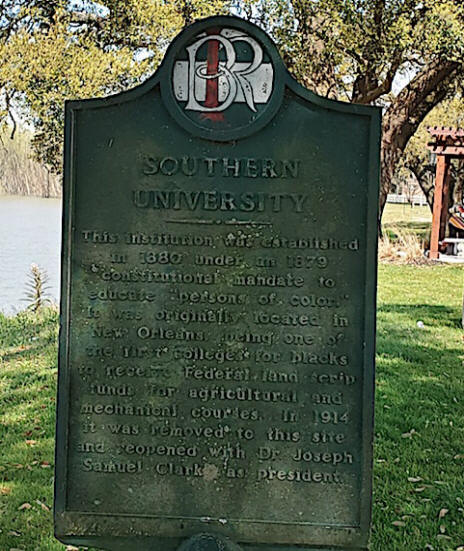 BR
SOUTHERN
UNIVERSITY
This institution was established
in 1880 under an 1879
constitutional mandate to
educate "persons of color."
It was originally located in
New Orleans being one of
the first colleges for blacks
to receive Federal land scrip
funds for agricultural and
mechanical courses. In 1914
it was removed to this site
and reopened with Dr. Joseph
Samuel Clark as president.